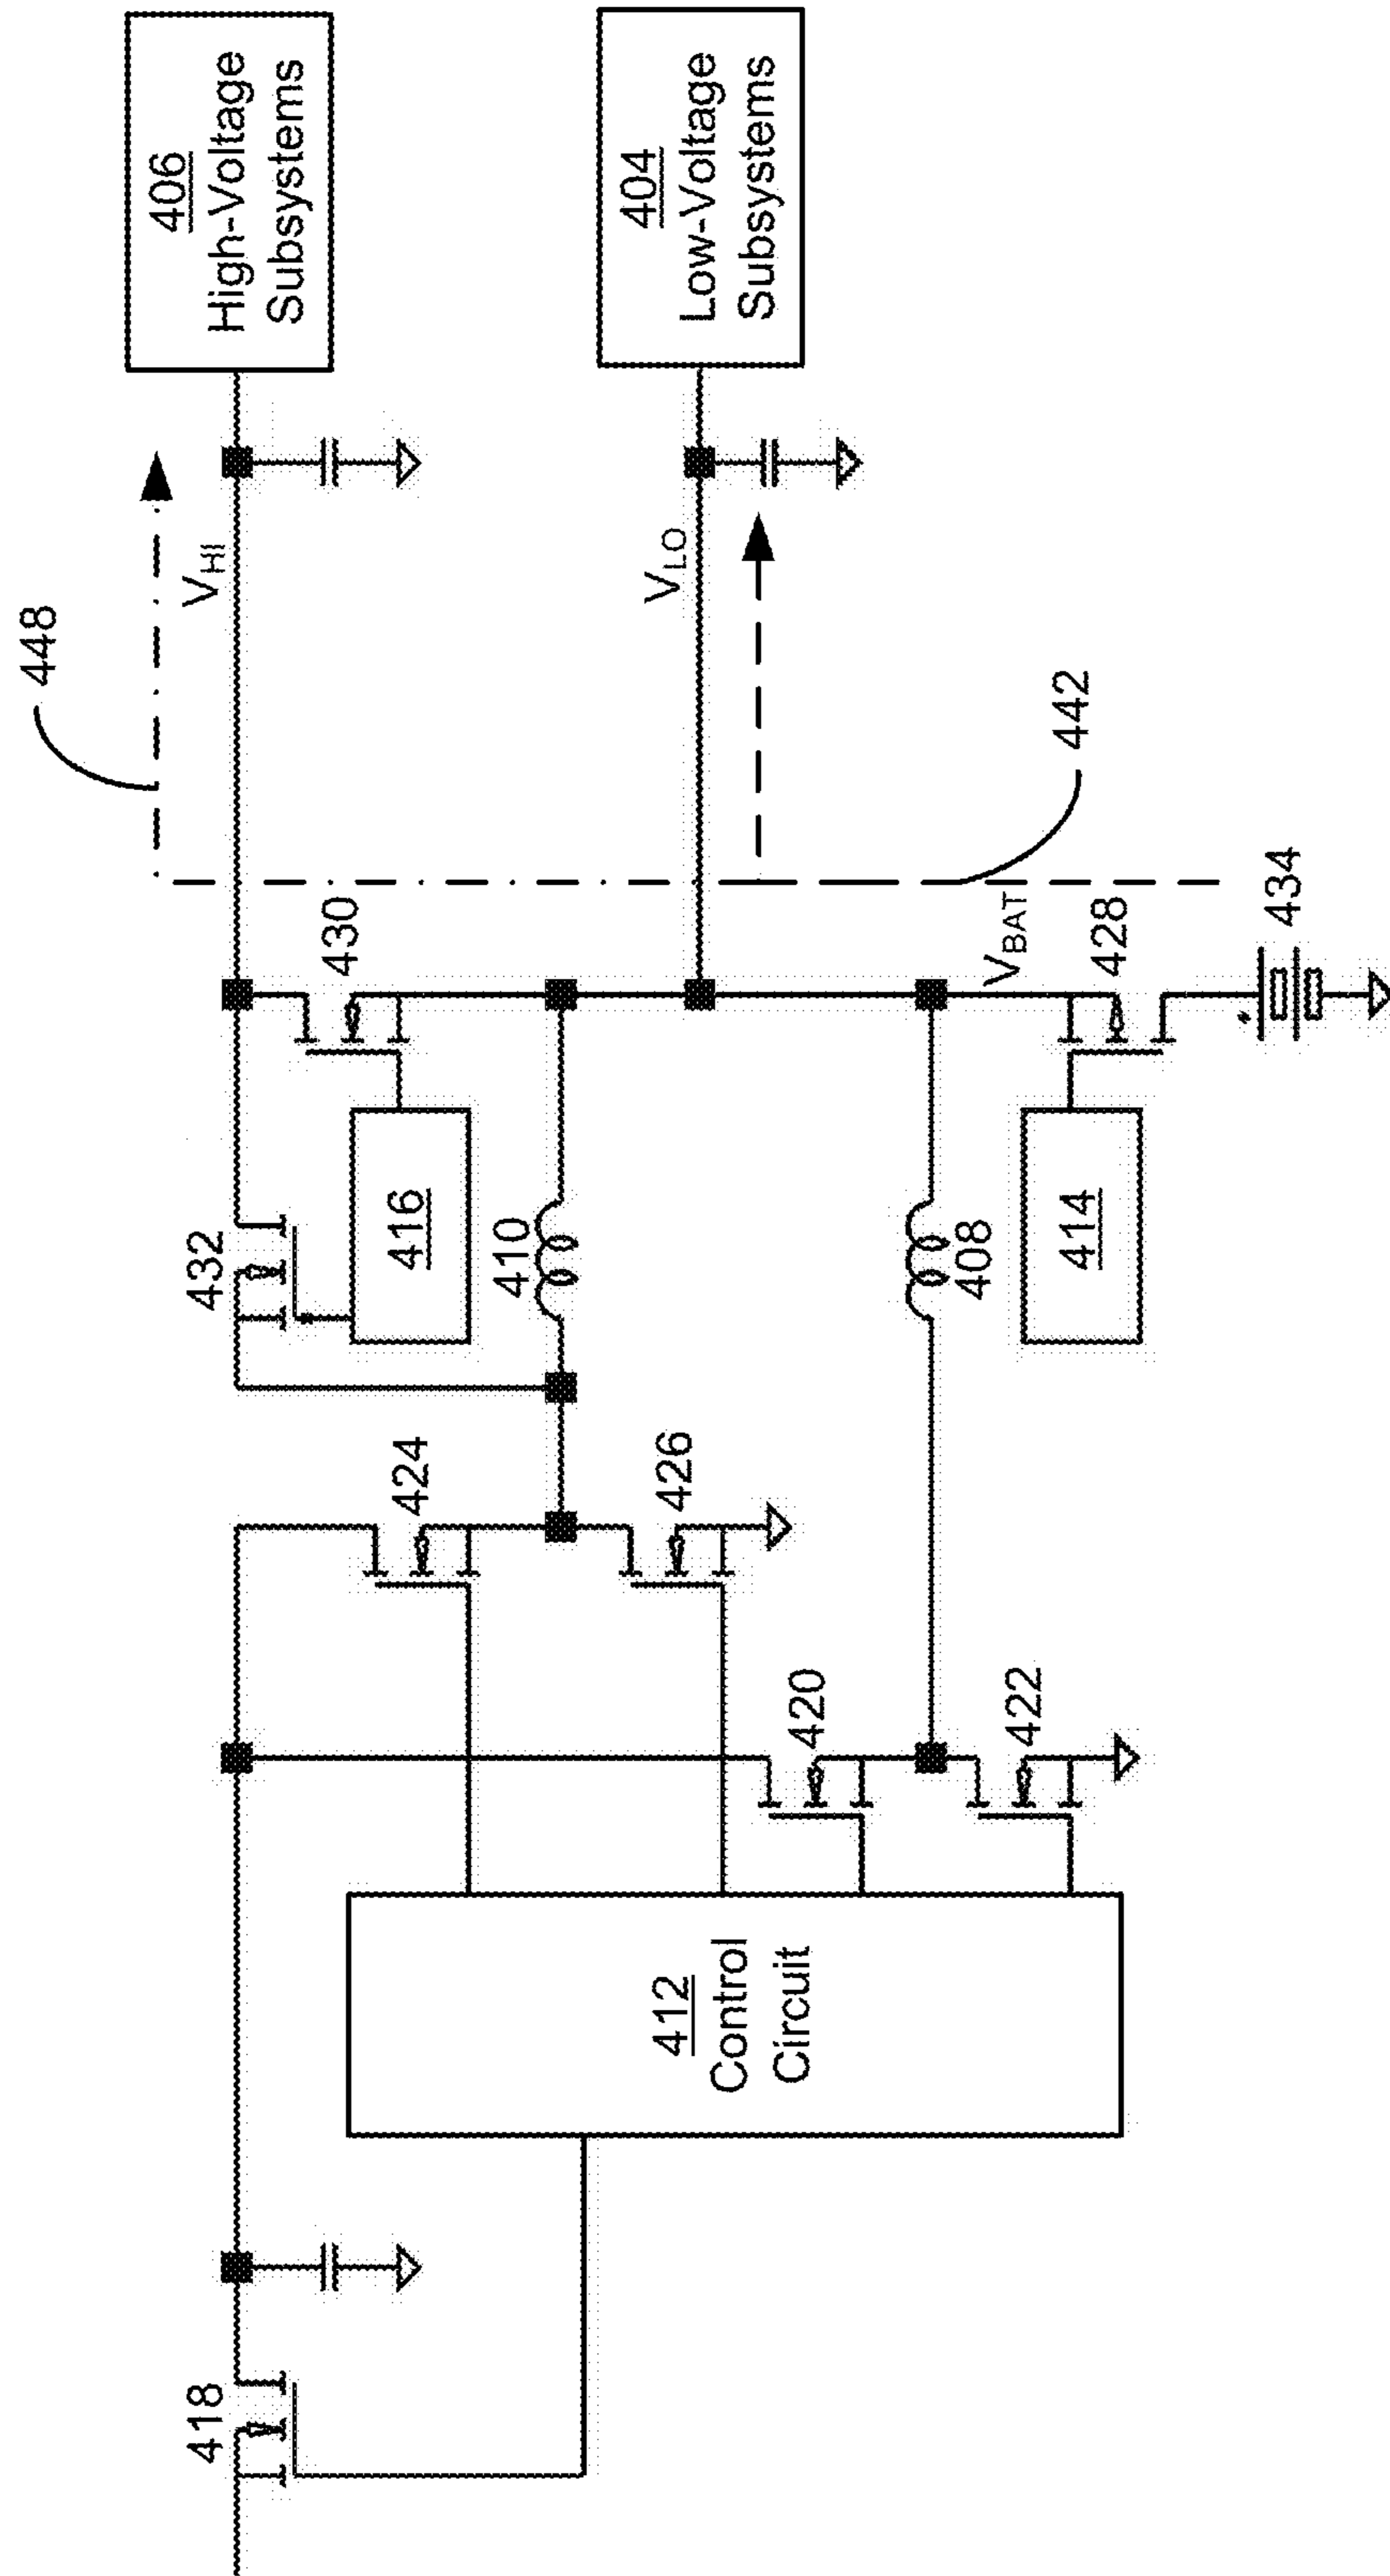 448
406
High-Voltage
Subsystems
V_HI
404
Low-Voltage
Subsystems
V_LO
442
430
V_BAT
428
434
432
416
410
408
414
424
426
420
422
412
Control
Circuit
418